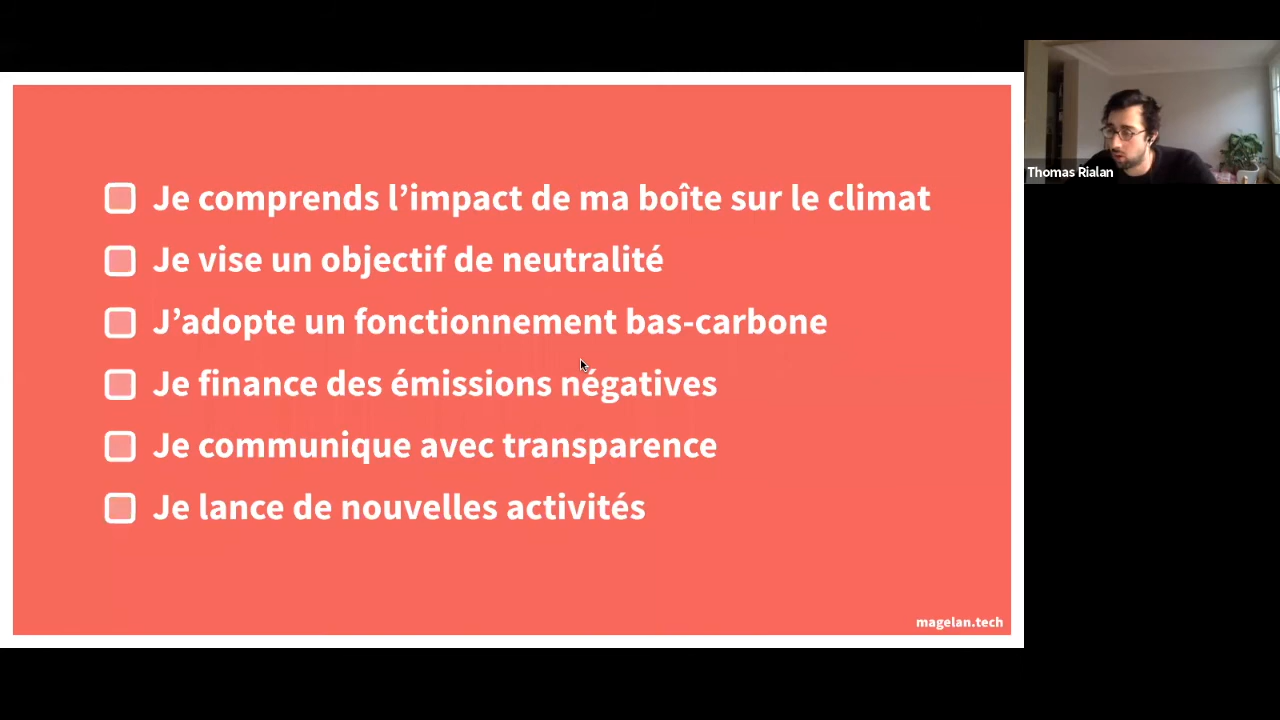 Je comprends l’impact de ma boîte sur le climat
Je vise un objectif de neutralité
J’adopte un fonctionnement bas-carbone
Je finance des émissions négatives
Je communique avec transparence
Je lance de nouvelles activités
magelan.tech
Thomas Rialan